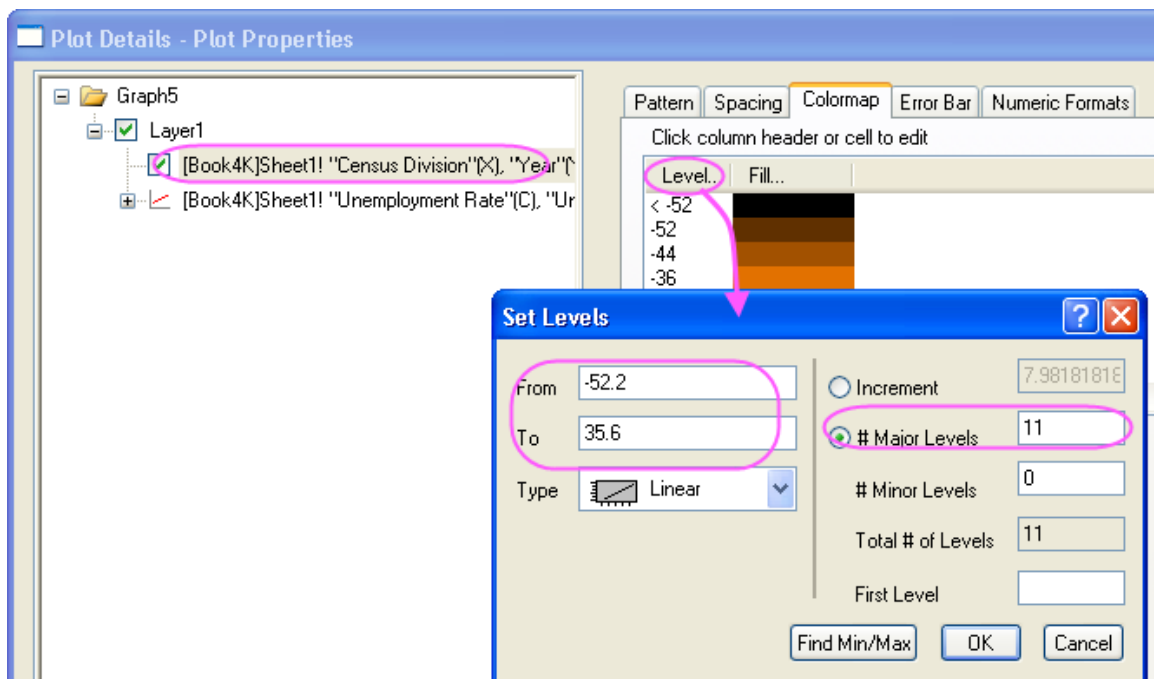 Plot Details - Plot Properties
Graph5
Layer1
[Book4K]Sheet1! "Census Division"(X), "Year"(Y
[Book4K]Sheet1! "Unemployment Rate"(C), "Ur
Pattern Spacing Colormap Error Bar Numeric Formats
Click column header or cell to edit
Level.. Fill...
< -52
-52
-44
-36
Set Levels
From -52.2
To 35.6
Type Linear
Increment 7.98181818
# Major Levels 11
# Minor Levels 0
Total # of Levels 11
First Level
Find Min/Max OK Cancel